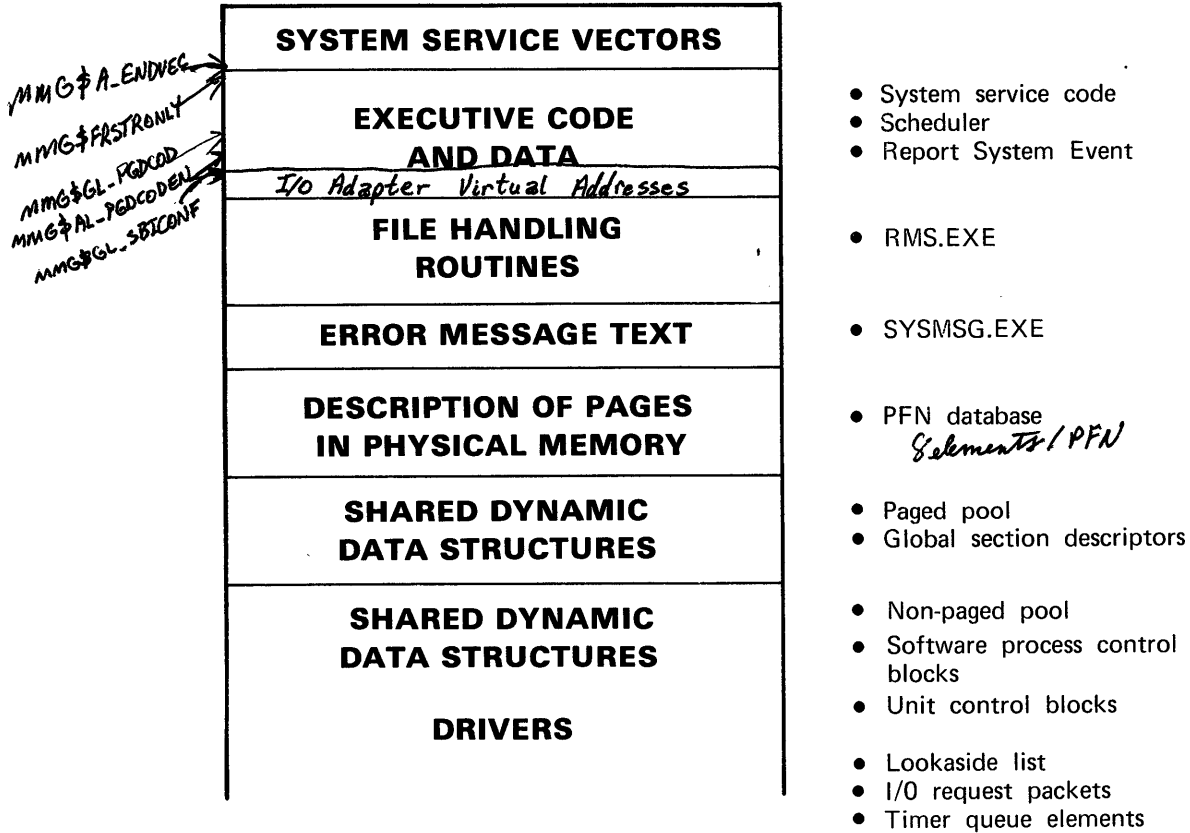 SYSTEM SERVICE VECTORS
MMG$A_ENDVEC
MMG$FRSTRONLY
MMG$GL_PGDCOD
MMG$AL_PGDCODEN
MMG$GL_SBICONF
EXECUTIVE CODE
AND DATA
• System service code
• Scheduler
• Report System Event
I/O Adapter Virtual Addresses
FILE HANDLING
ROUTINES
• RMS.EXE
ERROR MESSAGE TEXT
• SYSMSG.EXE
DESCRIPTION OF PAGES
IN PHYSICAL MEMORY
• PFN database
8 elements / PFN
SHARED DYNAMIC
DATA STRUCTURES
• Paged pool
• Global section descriptors
SHARED DYNAMIC
DATA STRUCTURES
DRIVERS
• Non-paged pool
• Software process control
blocks
• Unit control blocks
• Lookaside list
• I/O request packets
• Timer queue elements